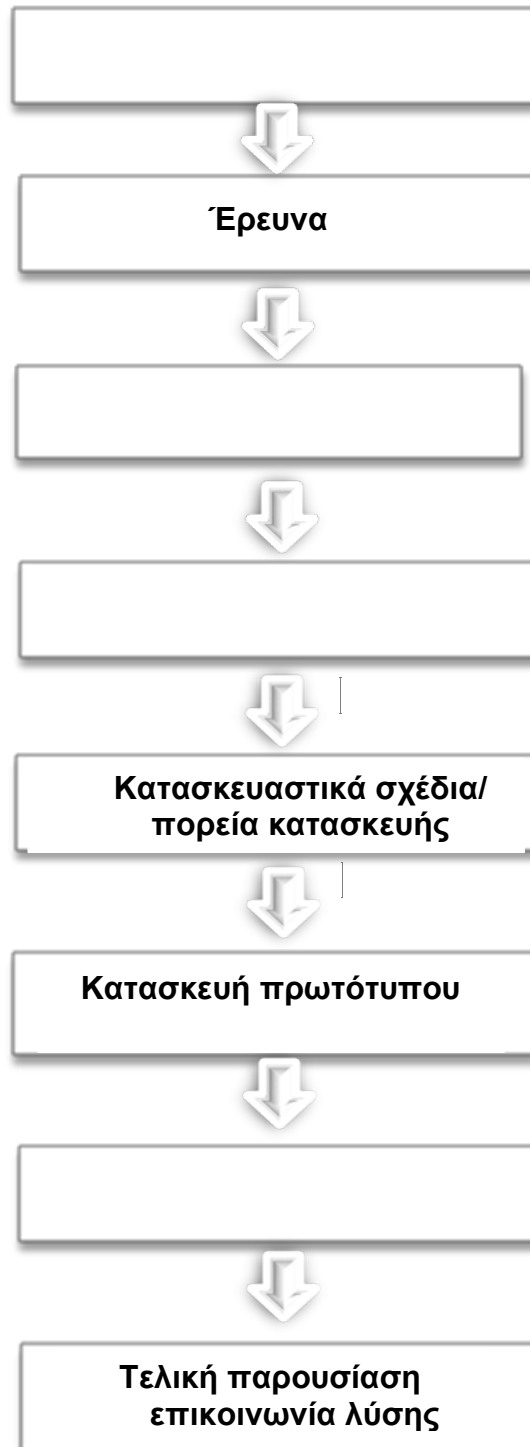 Έρευνα
Κατασκευαστικά σχέδια/
πορεία κατασκευής
Κατασκευή πρωτότυπου
Τελική παρουσίαση
επικοινωνία λύσης